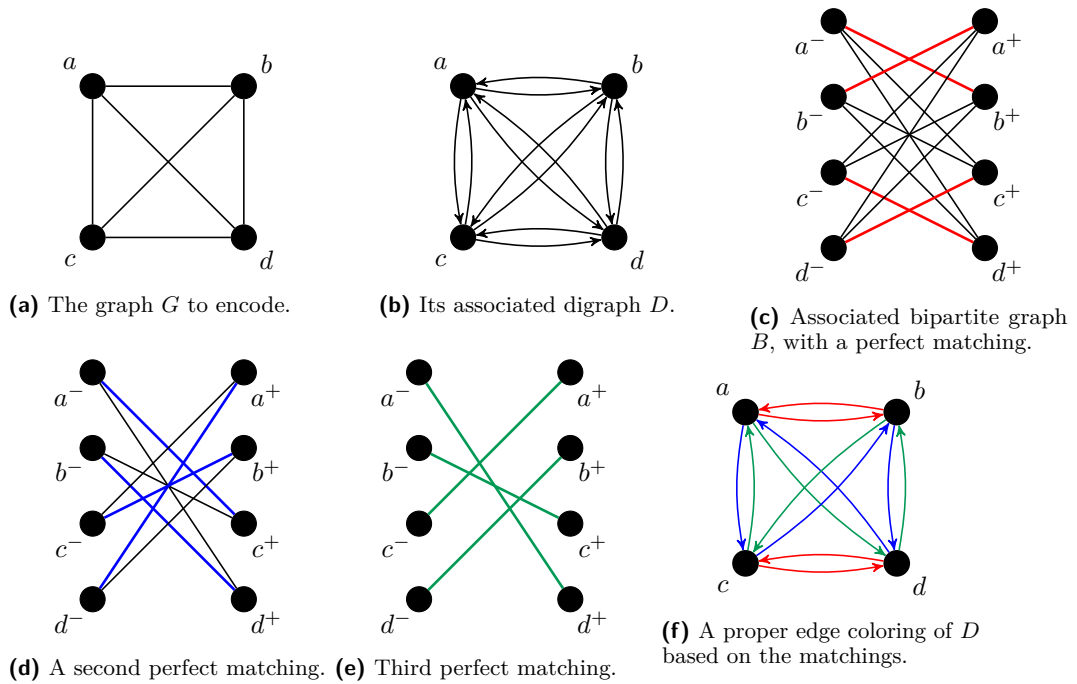 a b
c d
(a) The graph G to encode.
a b
c d
(b) Its associated digraph D.
a⁻ a⁺
b⁻ b⁺
c⁻ c⁺
d⁻ d⁺
(c) Associated bipartite graph
B, with a perfect matching.
a⁻ a⁺
b⁻ b⁺
c⁻ c⁺
d⁻ d⁺
(d) A second perfect matching.
a⁻ a⁺
b⁻ b⁺
c⁻ c⁺
d⁻ d⁺
(e) Third perfect matching.
a b
c d
(f) A proper edge coloring of D
based on the matchings.